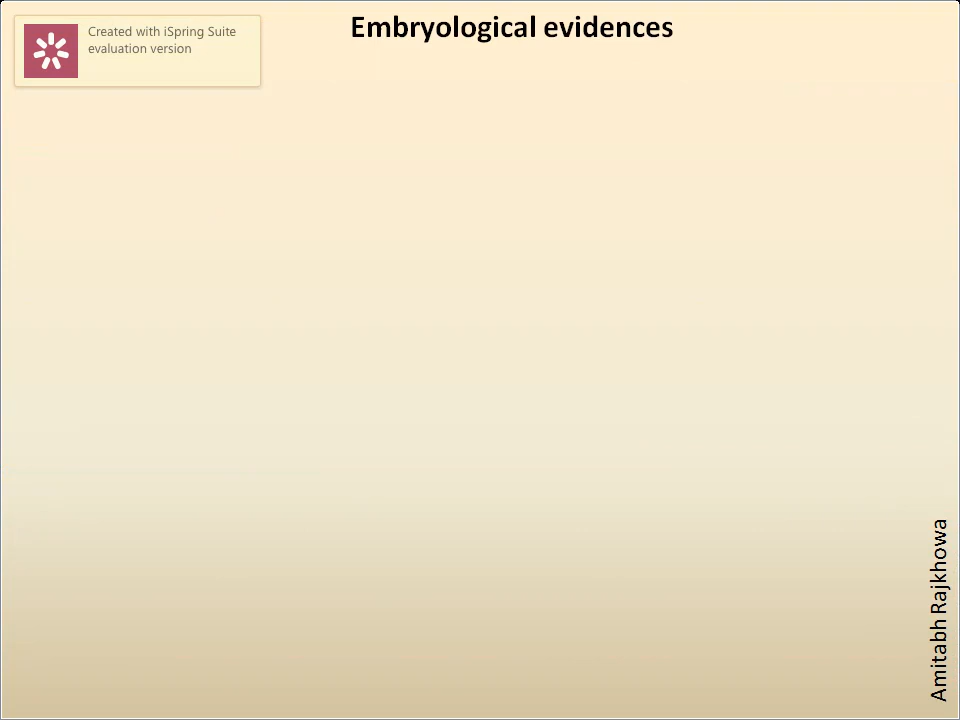 Embryological evidences
Created with iSpring Suite
evaluation version
Amitabh Rajkhowa